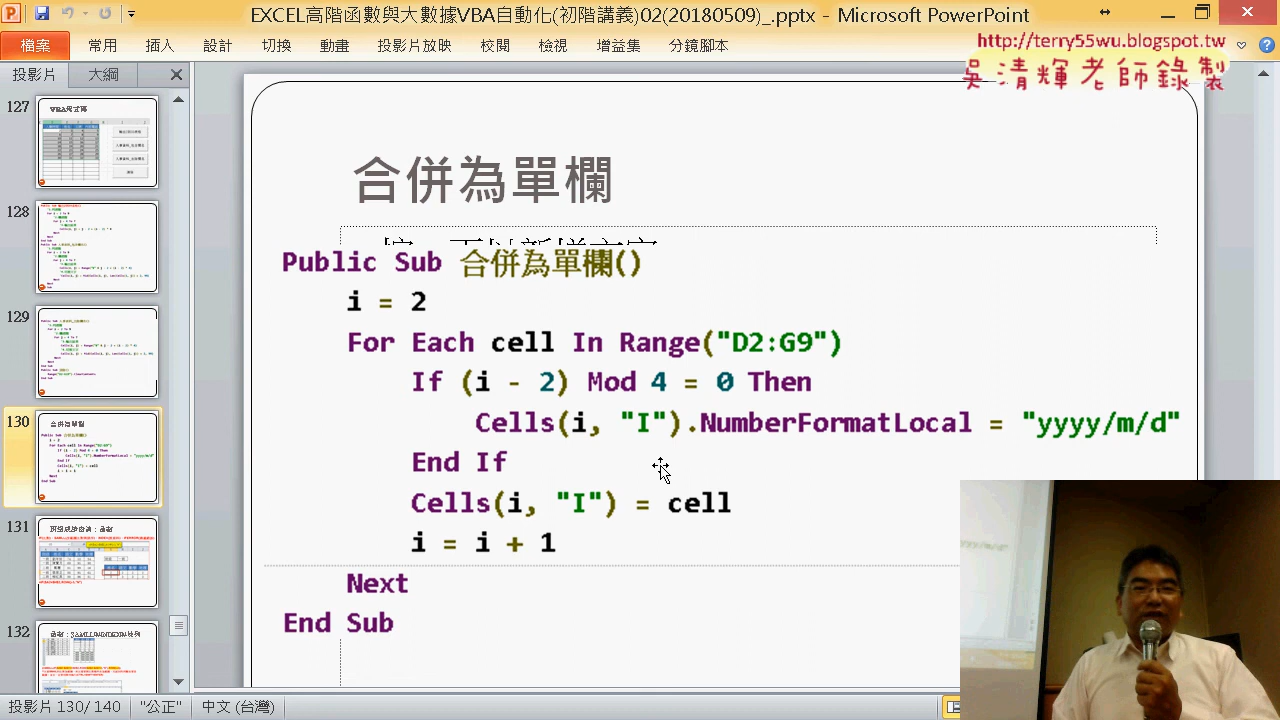 EXCEL高階函數與大數據VBA自動化(初階講義)02(20180509)_.pptx - Microsoft PowerPoint
檔案 常用 插入 設計 切換 動畫 投影片放映 校閱 檢視 增益集 分鏡腳本
http://terry55wu.blogspot.tw
吳清輝老師錄製
投影片 大綱
127
128
129
130
131
132
合併為單欄
Public Sub 合併為單欄()
i = 2
For Each cell In Range("D2:G9")
If (i - 2) Mod 4 = 0 Then
Cells(i, "I").NumberFormatLocal = "yyyy/m/d"
End If
Cells(i, "I") = cell
i = i + 1
Next
End Sub
投影片 130/ 140 "公正" 中文 (台灣)